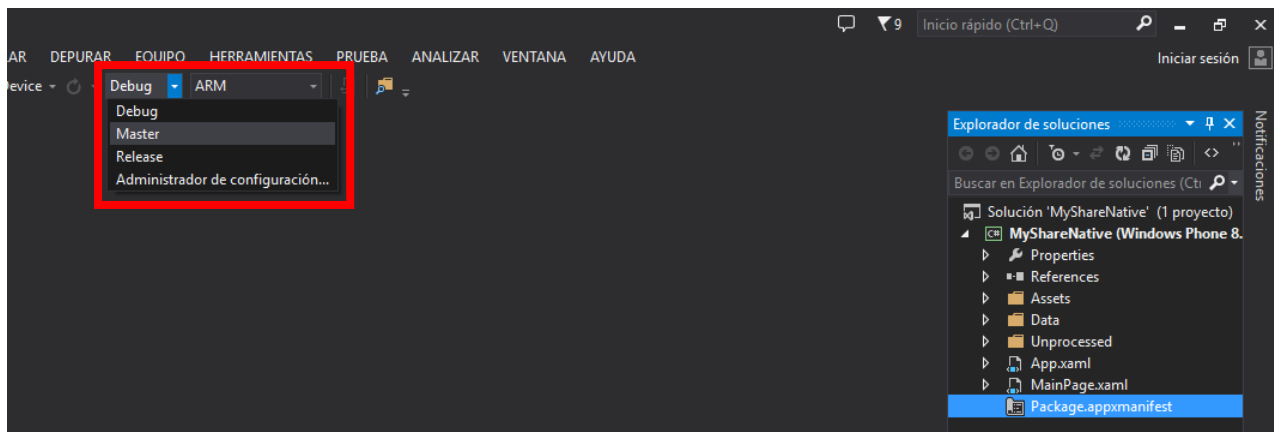 9 Inicio rápido (Ctrl+Q)
AR DEPURAR EQUIPO HERRAMIENTAS PRUEBA ANALIZAR VENTANA AYUDA Iniciar sesión
Device Debug ARM
Debug
Master
Release
Administrador de configuración...
Explorador de soluciones
Buscar en Explorador de soluciones (Ct
Solución 'MyShareNative' (1 proyecto)
C# MyShareNative (Windows Phone 8.
Properties
References
Assets
Data
Unprocessed
App.xaml
MainPage.xaml
Package.appxmanifest
Notificaciones